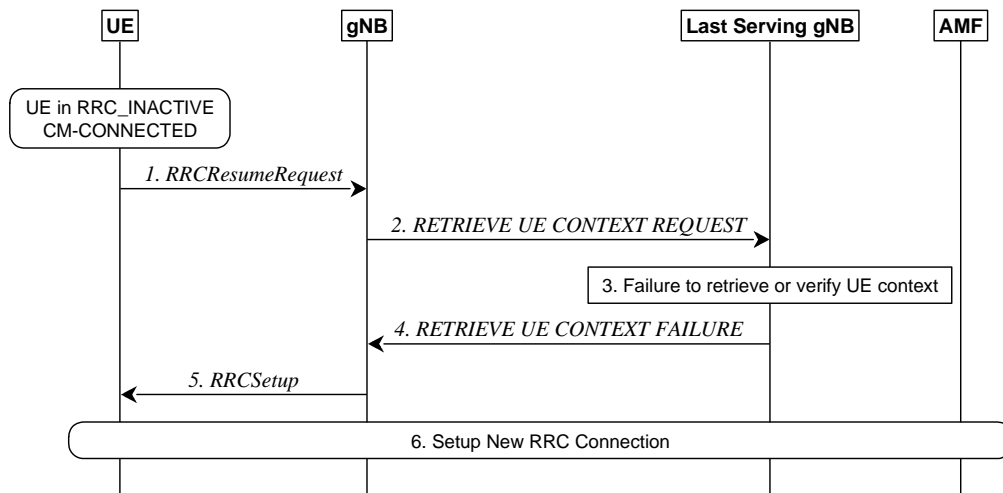 UE
gNB
Last Serving gNB
AMF
UE in RRC_INACTIVE
CM-CONNECTED
1. RRCResumeRequest
2. RETRIEVE UE CONTEXT REQUEST
3. Failure to retrieve or verify UE context
4. RETRIEVE UE CONTEXT FAILURE
5. RRCSetup
6. Setup New RRC Connection